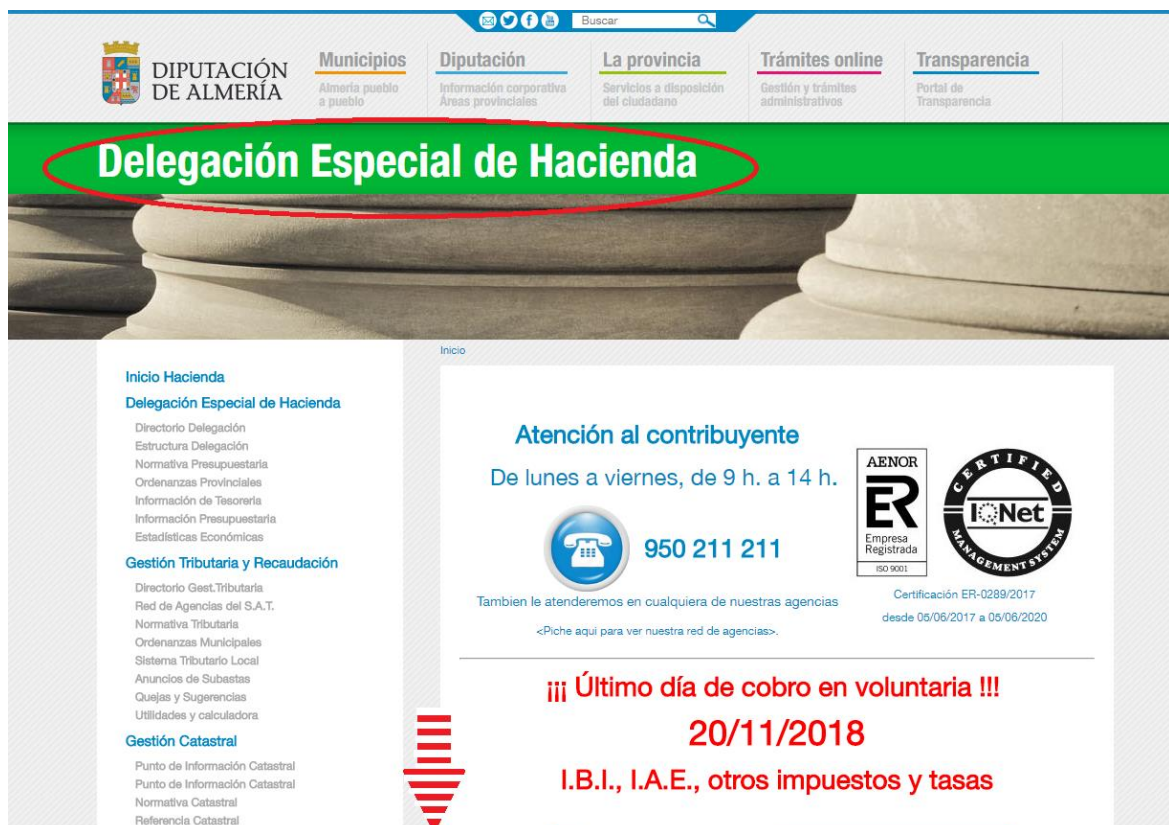 Buscar
DIPUTACIÓN
DE ALMERÍA
Municipios
Almería pueblo
a pueblo
Diputación
Información corporativa
Áreas provinciales
La provincia
Servicios a disposición
del ciudadano
Trámites online
Gestión y trámites
administrativos
Transparencia
Portal de
Transparencia
Delegación Especial de Hacienda
Inicio Hacienda
Delegación Especial de Hacienda
Directorio Delegación
Estructura Delegación
Normativa Presupuestaria
Ordenanzas Provinciales
Información de Tesorería
Información Presupuestaria
Estadísticas Económicas
Gestión Tributaria y Recaudación
Directorio Gest.Tributaria
Red de Agencias del S.A.T.
Normativa Tributaria
Ordenanzas Municipales
Sistema Tributario Local
Anuncios de Subastas
Quejas y Sugerencias
Utilidades y calculadora
Gestión Catastral
Punto de Información Catastral
Punto de Información Catastral
Normativa Catastral
Referencia Catastral
Inicio
Atención al contribuyente
De lunes a viernes, de 9 h. a 14 h.
950 211 211
Tambien le atenderemos en cualquiera de nuestras agencias
<Piche aqui para ver nuestra red de agencias>.
AENOR
ER
Empresa
Registrada
ISO 9001
CERTIFIED
IQNet
MANAGEMENT SYSTEM
Certificación ER-0289/2017
desde 05/06/2017 a 05/06/2020
¡¡¡ Último día de cobro en voluntaria !!!
20/11/2018
I.B.I., I.A.E., otros impuestos y tasas